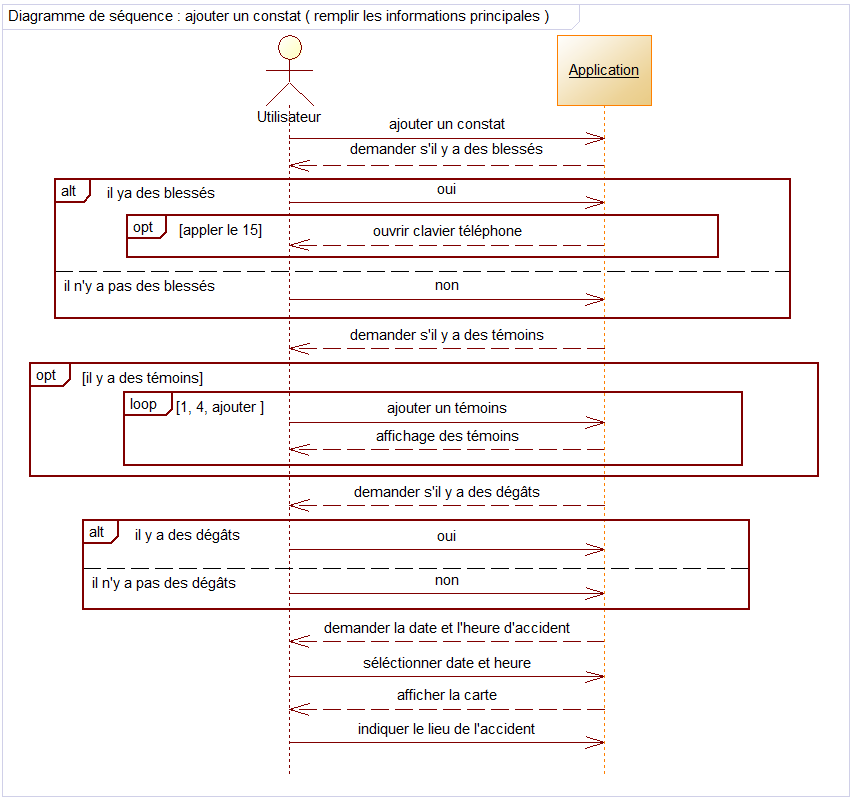 Diagramme de séquence : ajouter un constat ( remplir les informations principales )
Application
Utilisateur
ajouter un constat
demander s'il y a des blessés
alt
il ya des blessés
oui
opt
[appler le 15]
ouvrir clavier téléphone
il n'y a pas des blessés
non
demander s'il y a des témoins
opt
[il y a des témoins]
loop
[1, 4, ajouter ]
ajouter un témoins
affichage des témoins
demander s'il y a des dégâts
alt
il y a des dégâts
oui
il n'y a pas des dégâts
non
demander la date et l'heure d'accident
séléctionner date et heure
afficher la carte
indiquer le lieu de l'accident